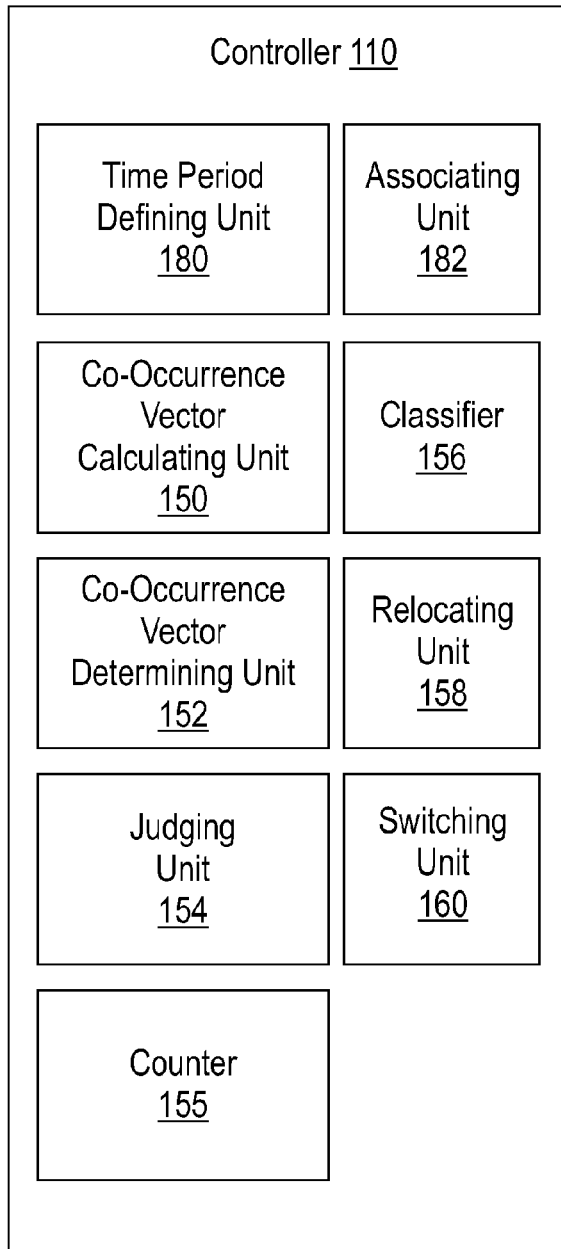 Controller 110
Time Period
Defining Unit
180
Associating
Unit
182
Co-Occurrence
Vector
Calculating Unit
150
Classifier
156
Co-Occurrence
Vector
Determining Unit
152
Relocating
Unit
158
Judging
Unit
154
Switching
Unit
160
Counter
155